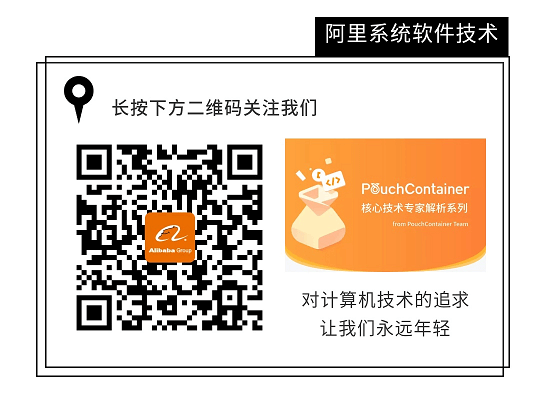 阿里系统软件技术
长按下方二维码关注我们
Alibaba Group
</>
PouchContainer
核心技术专家解析系列
from PouchContainer Team
对计算机技术的追求
让我们永远年轻